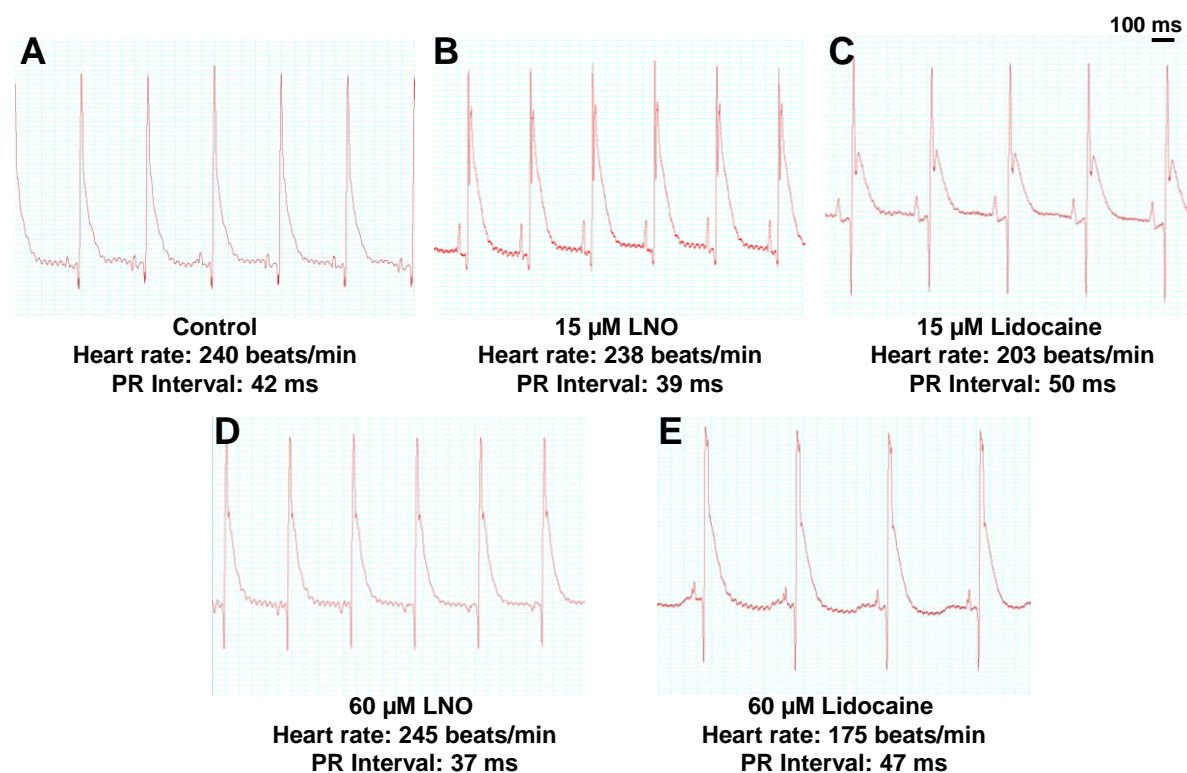 100 ms
A
B
C
Control
Heart rate: 240 beats/min
PR Interval: 42 ms
15 µM LNO
Heart rate: 238 beats/min
PR Interval: 39 ms
15 µM Lidocaine
Heart rate: 203 beats/min
PR Interval: 50 ms
D
E
60 µM LNO
Heart rate: 245 beats/min
PR Interval: 37 ms
60 µM Lidocaine
Heart rate: 175 beats/min
PR Interval: 47 ms